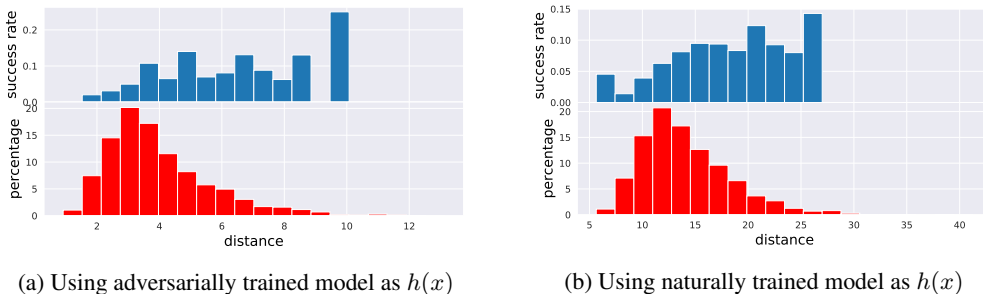 success rate
0.2
0.1
0.0
percentage
20
15
10
5
0
2 4 6 8 10 12
distance
(a) Using adversarially trained model as h(x)
success rate
0.15
0.10
0.05
0.00
percentage
20
15
10
5
0
5 10 15 20 25 30 35 40
distance
(b) Using naturally trained model as h(x)